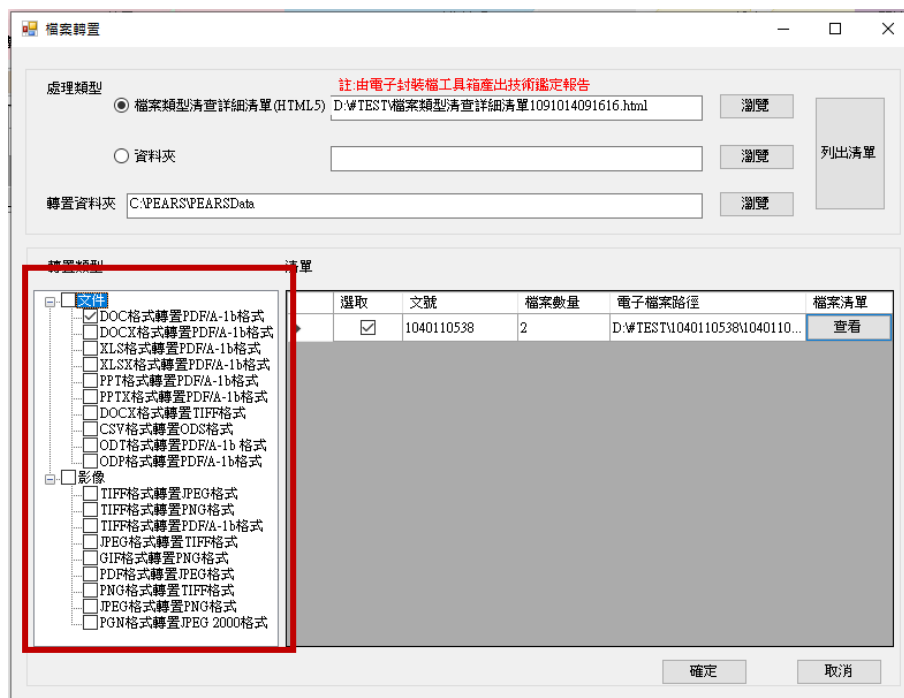 檔案轉置
處理類型
註:由電子封裝檔工具箱產出技術鑑定報告
檔案類型清查詳細清單(HTML5) D:\#TEST\檔案類型清查詳細清單1091014091616.html 瀏覽
資料夾 瀏覽 列出清單
轉置資料夾 C:\PEARS\PEARSData 瀏覽
轉置類型 清單
文件
DOC格式轉置PDF/A-1b格式
DOCX格式轉置PDF/A-1b格式
XLS格式轉置PDF/A-1b格式
XLSX格式轉置PDF/A-1b格式
PPT格式轉置PDF/A-1b格式
PPTX格式轉置PDF/A-1b格式
DOCX格式轉置TIFF格式
CSV格式轉置ODS格式
ODT格式轉置PDF/A-1b 格式
ODP格式轉置PDF/A-1b格式
影像
TIFF格式轉置JPEG格式
TIFF格式轉置PNG格式
TIFF格式轉置PDF/A-1b格式
JPEG格式轉置TIFF格式
GIF格式轉置PNG格式
PDF格式轉置JPEG格式
PNG格式轉置TIFF格式
JPEG格式轉置PNG格式
PGN格式轉置JPEG 2000格式
選取 文號 檔案數量 電子檔案路徑 檔案清單
1040110538 2 D:\#TEST\1040110538\1040110... 查看
確定 取消